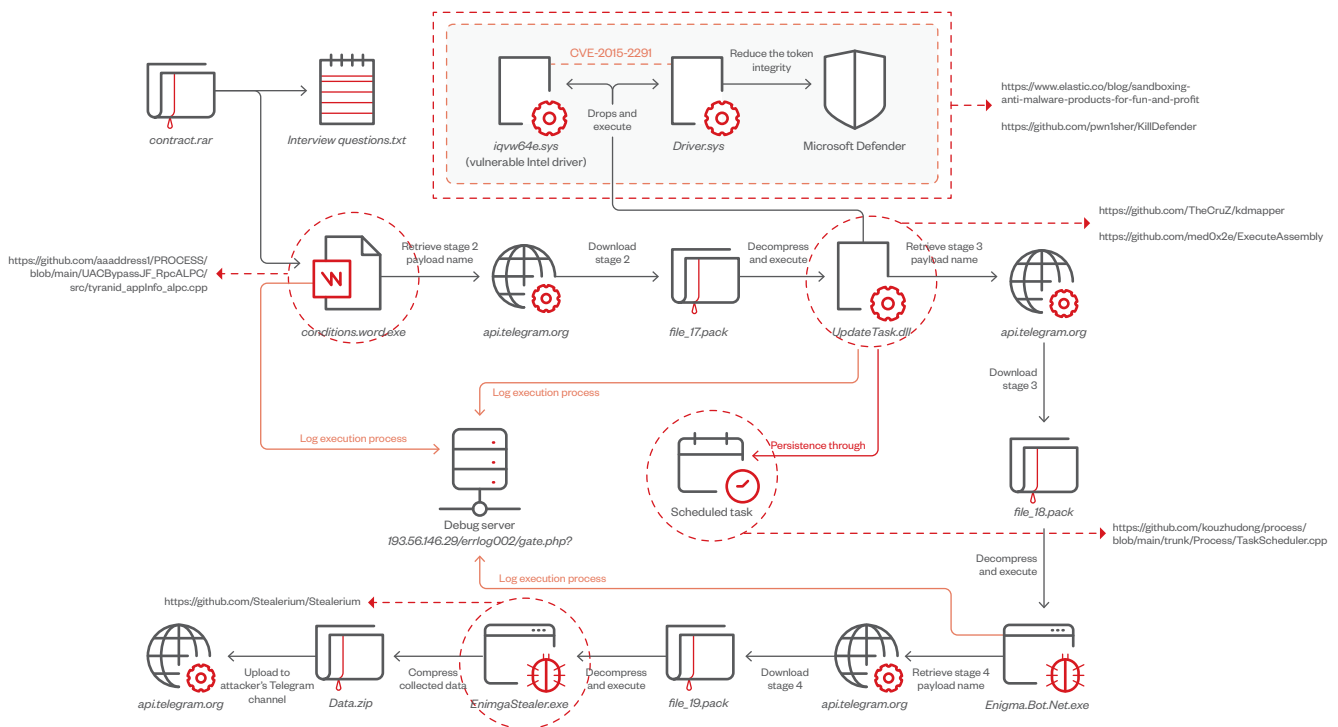 CVE-2015-2291
Reduce the token
integrity
Drops and
execute
iqvw64e.sys
(vulnerable Intel driver)
Driver.sys
Microsoft Defender
https://www.elastic.co/blog/sandboxing-
anti-malware-products-for-fun-and-profit
https://github.com/pwn1sher/KillDefender
contract.rar
Interview questions.txt
https://github.com/TheCruZ/kdmapper
https://github.com/med0x2e/ExecuteAssembly
https://github.com/aaaddress1/PROCESS/
blob/main/UACBypassJF_RpcALPC/
src/tyranid_appInfo_alpc.cpp
W
conditions.word.exe
Retrieve stage 2
payload name
api.telegram.org
Download
stage 2
file_17.pack
Decompress
and execute
UpdateTask.dll
Retrieve stage 3
payload name
api.telegram.org
Download
stage 3
Log execution process
Log execution process
Persistence through
Debug server
193.56.146.29/errlog002/gate.php?
Scheduled task
file_18.pack
https://github.com/kouzhudong/process/
blob/main/trunk/Process/TaskScheduler.cpp
Decompress
and execute
Log execution process
https://github.com/Stealerium/Stealerium
api.telegram.org
Upload to
attacker's Telegram
channel
Data.zip
Compress
collected data
EnimgaStealer.exe
Decompress
and execute
file_19.pack
Download
stage 4
api.telegram.org
Retrieve stage 4
payload name
Enigma.Bot.Net.exe